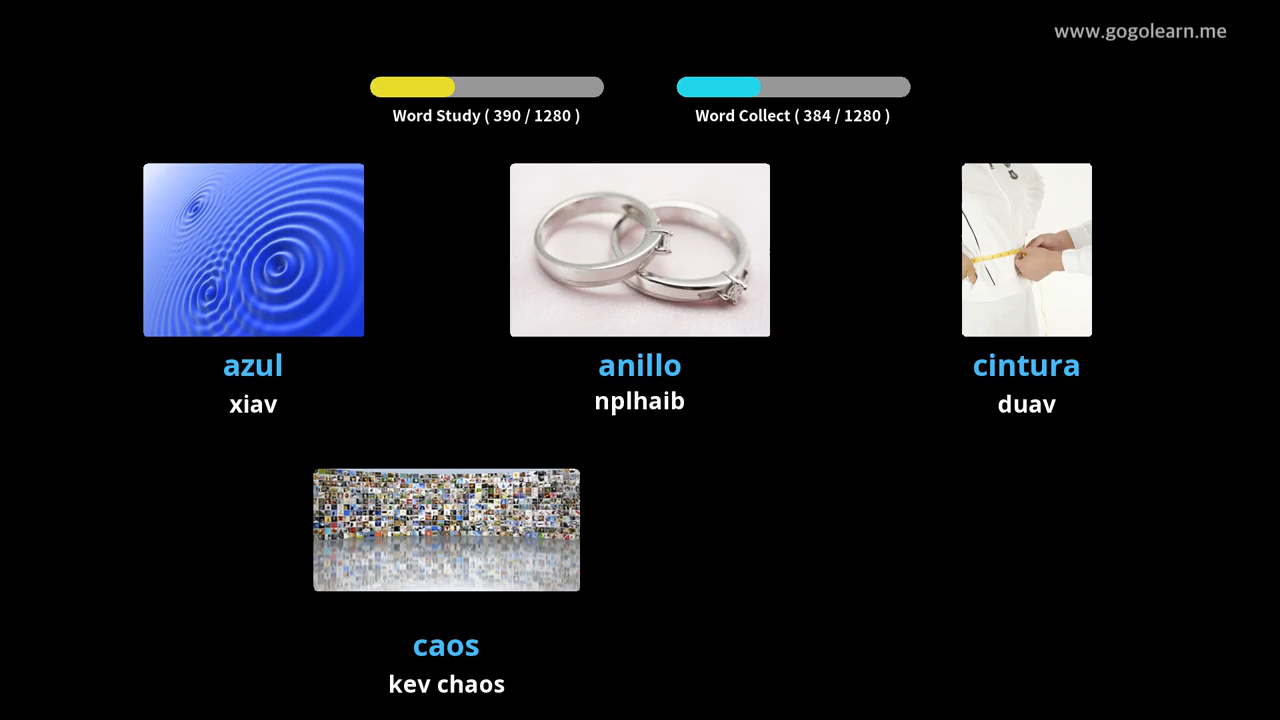 www.gogolearn.me
Word Study ( 390 / 1280 )
Word Collect ( 384 / 1280 )
azul
xiav
anillo
nplhaib
cintura
duav
caos
kev chaos